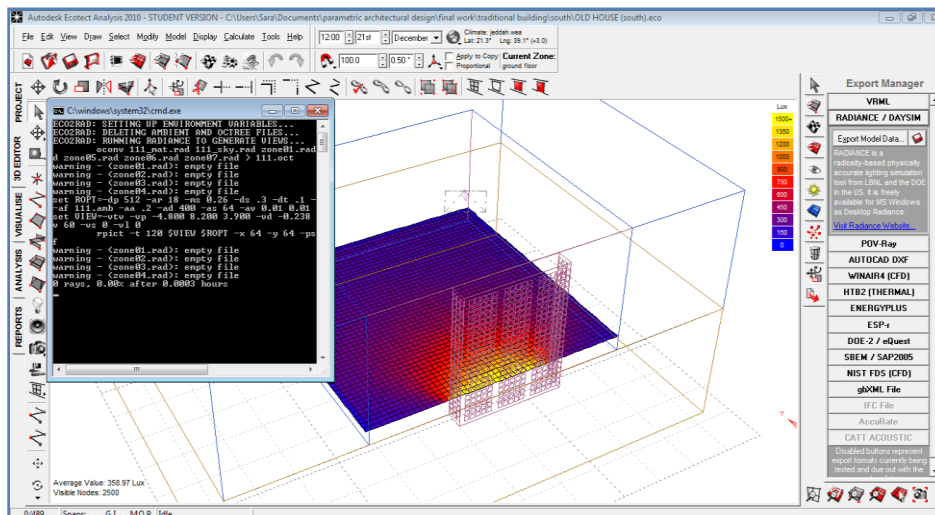 Autodesk Ecotect Analysis 2010 - STUDENT VERSION - C:\Users\Sara\Documents\parametric architectural design\final work\traditional building\south\OLD HOUSE (south).eco
File Edit View Draw Select Modify Model Display Calculate Tools Help
12:00 21st December
Climate: jeddah.wea
Lat: 21.3° Lng: 39.1° (+3.0)
100.0 0.50° Apply to Copy Current Zone:
Proportional ground floor
PROJECT
3D EDITOR
VISUALISE
ANALYSIS
REPORTS
C:\windows\system32\cmd.exe
ECO2RAD: SETTING UP ENVIRONMENT VARIABLES...
ECO2RAD: DELETING AMBIENT AND OCTREE FILES...
ECO2RAD: RUNNING RADIANCE TO GENERATE VIEWS...
oconv 111_mat.rad 111_sky.rad zone01.rad
d zone05.rad zone06.rad zone07.rad > 111.oct
warning - (zone01.rad): empty file
warning - (zone02.rad): empty file
warning - (zone03.rad): empty file
warning - (zone04.rad): empty file
set ROPT=-dp 512 -ar 18 -ms 0.26 -ds .3 -dt .1 -
-af 111.amb -aa .2 -ad 408 -as 64 -av 0.01 0.01
set VIEW=-vtv -vp -4.800 8.200 3.900 -vd -0.238
v 60 -vs 0 -vl 0
rpict -t 120 $VIEW $ROPT -x 64 -y 64 -ps
f
warning - (zone01.rad): empty file
warning - (zone02.rad): empty file
warning - (zone03.rad): empty file
warning - (zone04.rad): empty file
0 rays, 0.00% after 0.0003 hours
Lux
1500+
1350
1200
1050
900
750
600
450
300
150
0
Average Value: 358.97 Lux
Visible Nodes: 2500
Export Manager
VRML
RADIANCE / DAYSIM
Export Model Data...
RADIANCE is a
radiosity-based physically
accurate lighting simulation
tool from LBNL and the DOE
in the US. It is freely
available for MS Windows
as Desktop Radiance.
Visit Radiance Website...
POV-Ray
AUTOCAD DXF
WINAIR4 (CFD)
HTB2 (THERMAL)
ENERGYPLUS
ESP-r
DOE-2 / eQuest
SBEM / SAP2005
NIST FDS (CFD)
gbXML File
IFC File
AccuRate
CATT ACOUSTIC
Disabled buttons represent
export formats currently being
tested and due out with the
0/489 Snaps: G I M O P Idle